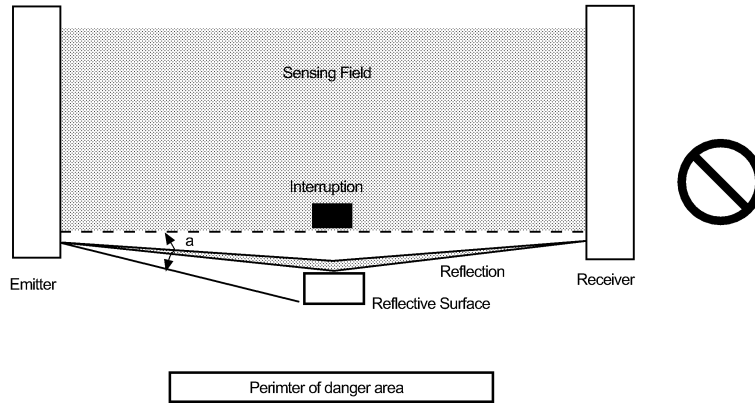 Sensing Field
Interruption
a
Reflection
Emitter
Receiver
Reflective Surface
Perimter of danger area